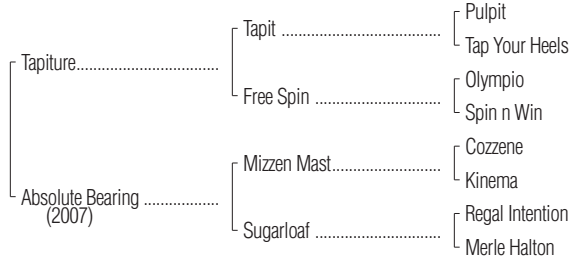 Pulpit
Tapit ........................................
Tap Your Heels
Tapiture...................................
Olympio
Free Spin ................................
Spin n Win
Cozzene
Mizzen Mast...........................
Kinema
Absolute Bearing ..................
(2007)
Regal Intention
Sugarloaf ................................
Merle Halton